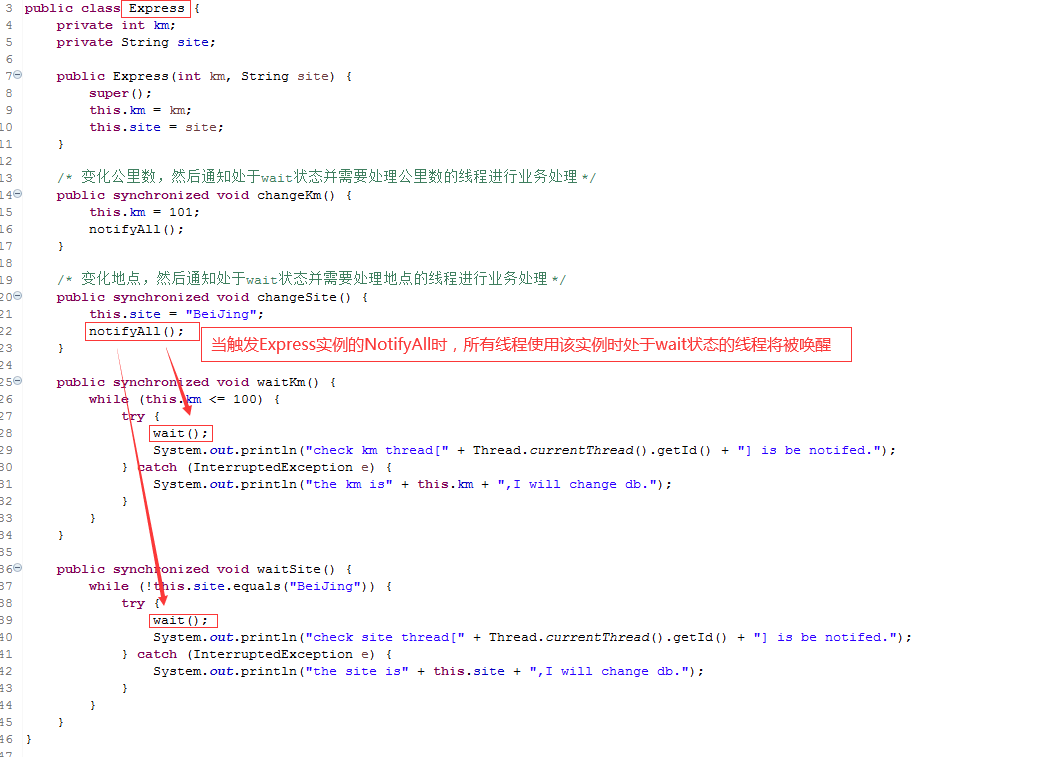 3 public class Express {
4 private int km;
5 private String site;
6
7 public Express(int km, String site) {
8 super();
9 this.km = km;
10 this.site = site;
11 }
12
13 /* 变化公里数，然后通知处于wait状态并需要处理公里数的线程进行业务处理 */
14 public synchronized void changeKm() {
15 this.km = 101;
16 notifyAll();
17 }
18
19 /* 变化地点，然后通知处于wait状态并需要处理地点的线程进行业务处理 */
20 public synchronized void changeSite() {
21 this.site = "BeiJing";
22 notifyAll();
当触发Express实例的NotifyAll时，所有线程使用该实例时处于wait状态的线程将被唤醒
23 }
24
25 public synchronized void waitKm() {
26 while (this.km <= 100) {
27 try {
28 wait();
29 System.out.println("check km thread[" + Thread.currentThread().getId() + "] is be notifed.");
30 } catch (InterruptedException e) {
31 System.out.println("the km is" + this.km + ",I will change db.");
32 }
33 }
34 }
35
36 public synchronized void waitSite() {
37 while (!this.site.equals("BeiJing")) {
38 try {
39 wait();
40 System.out.println("check site thread[" + Thread.currentThread().getId() + "] is be notifed.");
41 } catch (InterruptedException e) {
42 System.out.println("the site is" + this.site + ",I will change db.");
43 }
44 }
45 }
46 }
47